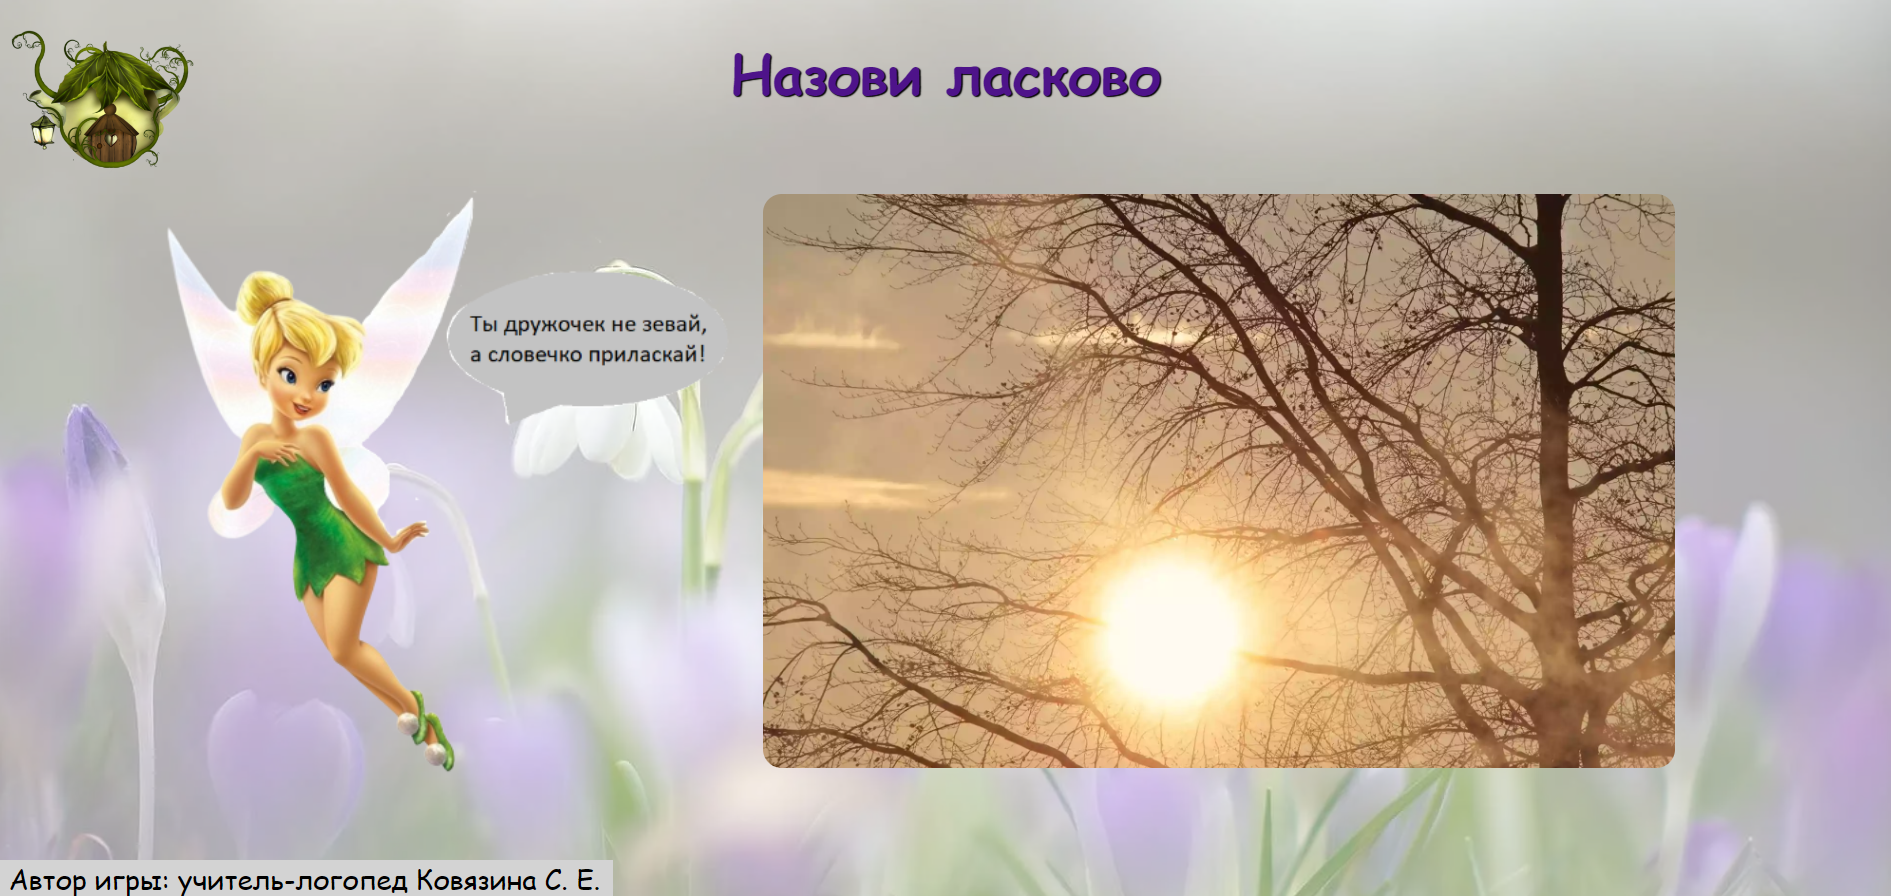 Назови ласково
Ты дружочек не зевай,
а словечко приласкай!
Автор игры: учитель-логопед Ковязина С. Е.